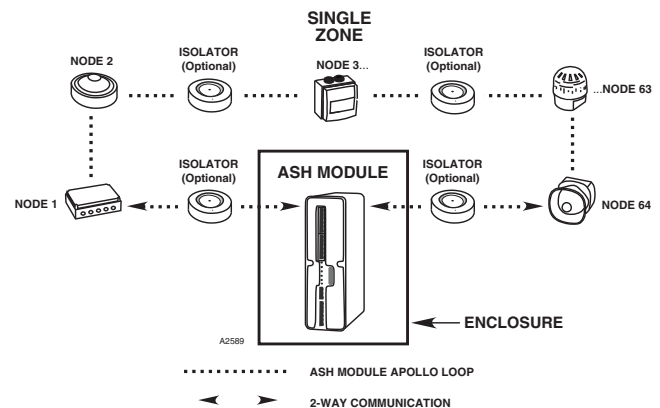 SINGLE
ZONE
NODE 2
ISOLATOR
(Optional)
NODE 3...
ISOLATOR
(Optional)
...NODE 63
NODE 1
ISOLATOR
(Optional)
ASH MODULE
ISOLATOR
(Optional)
NODE 64
A2589
ENCLOSURE
ASH MODULE APOLLO LOOP
2-WAY COMMUNICATION